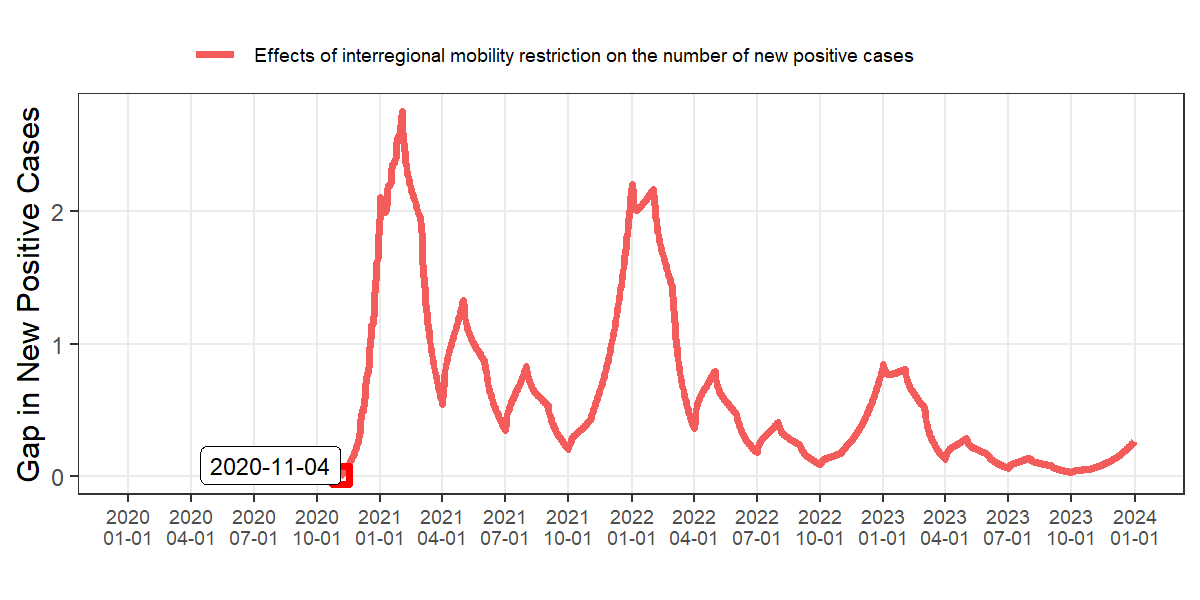 Effects of interregional mobility restriction on the number of new positive cases
Gap in New Positive Cases
2
1
0
2020-11-04
2020 2020 2020 2020 2021 2021 2021 2021 2022 2022 2022 2022 2023 2023 2023 2023 2024
01-01 04-01 07-01 10-01 01-01 04-01 07-01 10-01 01-01 04-01 07-01 10-01 01-01 04-01 07-01 10-01 01-01